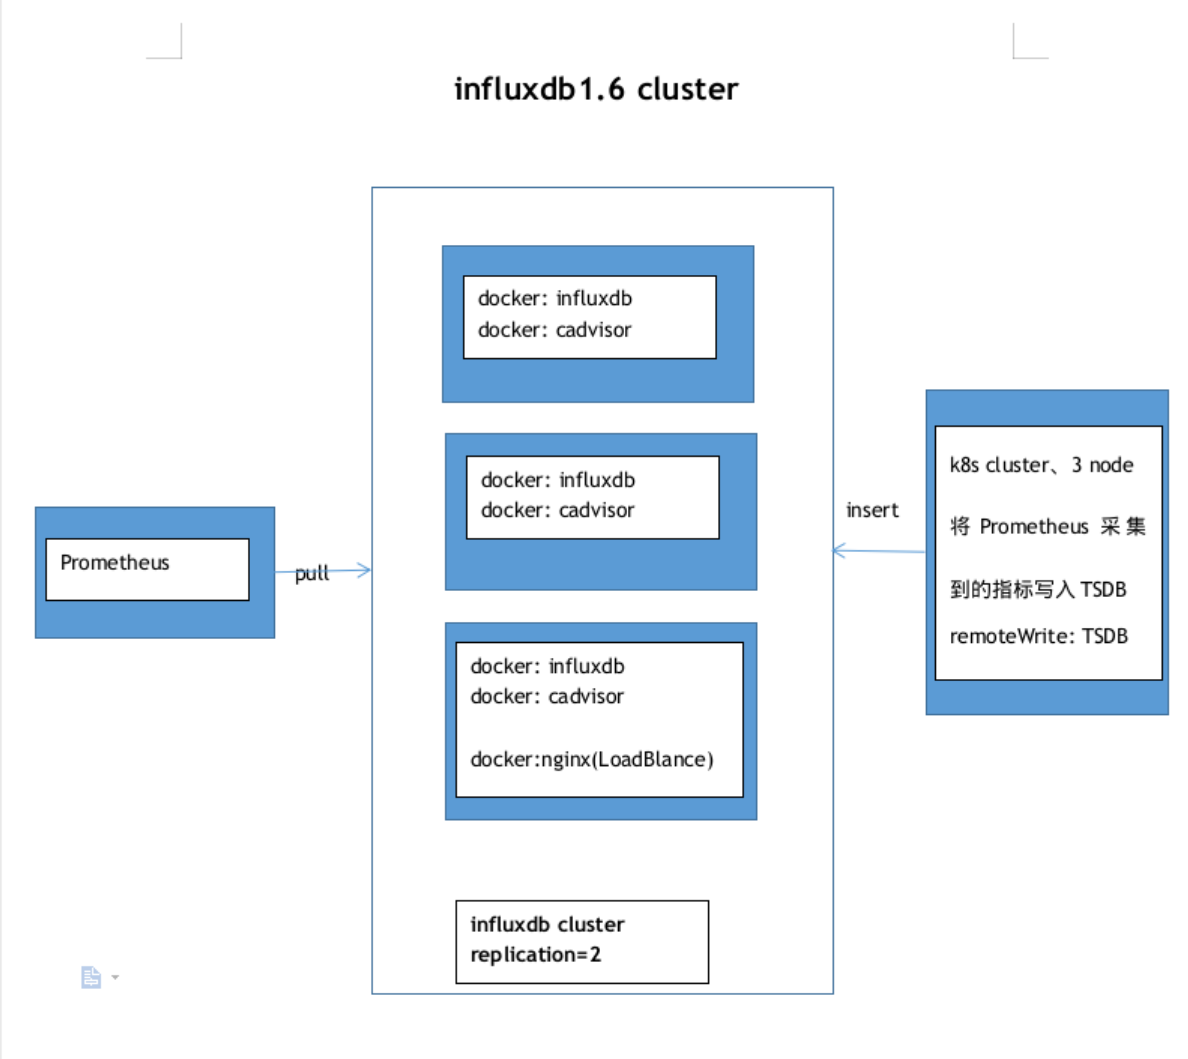 influxdb1.6 cluster
docker: influxdb
docker: cadvisor
docker: influxdb
docker: cadvisor
docker: influxdb
docker: cadvisor
docker:nginx(LoadBlance)
influxdb cluster
replication=2
Prometheus
pull
insert
k8s cluster、3 node
将 Prometheus 采集
到的指标写入 TSDB
remoteWrite: TSDB